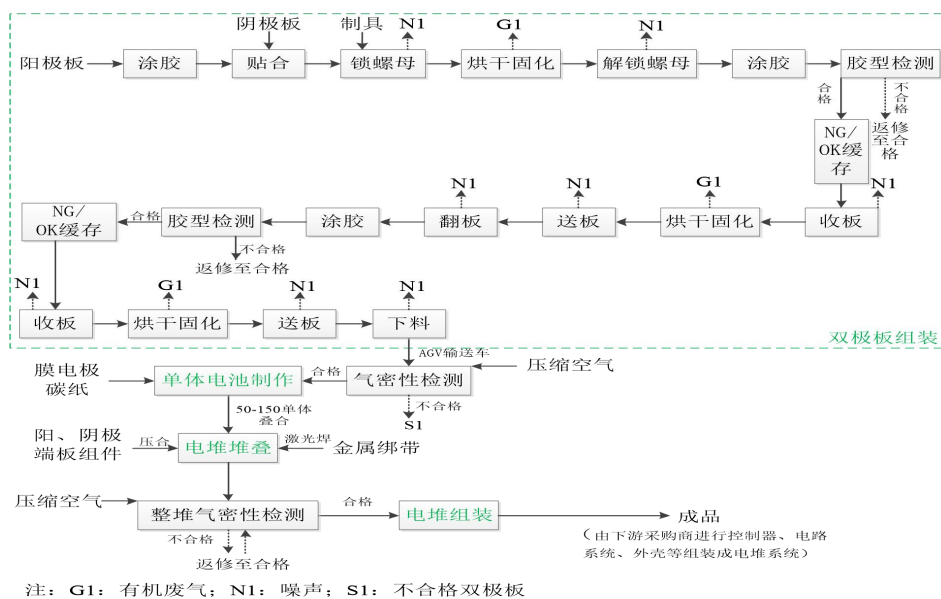 阴极板
制具
N1
G1
N1
阳极板
涂胶
贴合
锁螺母
烘干固化
解锁螺母
涂胶
胶型检测
合格
不合格
返修
至合
格
NG/
OK缓
存
N1
收板
G1
烘干固化
N1
送板
N1
翻板
涂胶
胶型检测
不合格
返修至合格
合格
NG/
OK缓存
N1
收板
G1
烘干固化
N1
送板
N1
下料
双极板组装
AGV输送车
压缩空气
气密性检测
不合格
S1
合格
膜电极
碳纸
单体电池制作
50-150单体
叠合
阳、阴极
端板组件
压合
电堆堆叠
激光焊
金属绑带
压缩空气
整堆气密性检测
不合格
返修至合格
合格
电堆组装
成品
(由下游采购商进行控制器、电路
系统、外壳等组装成电堆系统)
注：G1：有机废气；N1：噪声；S1：不合格双极板